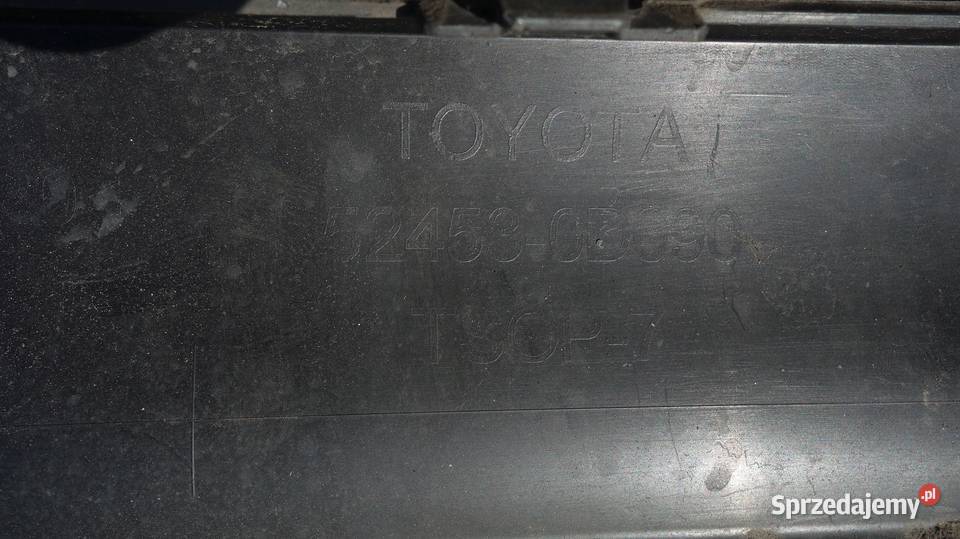 TOYOTA
52453-0B090
TSOP-7
Sprzedajemy.pl